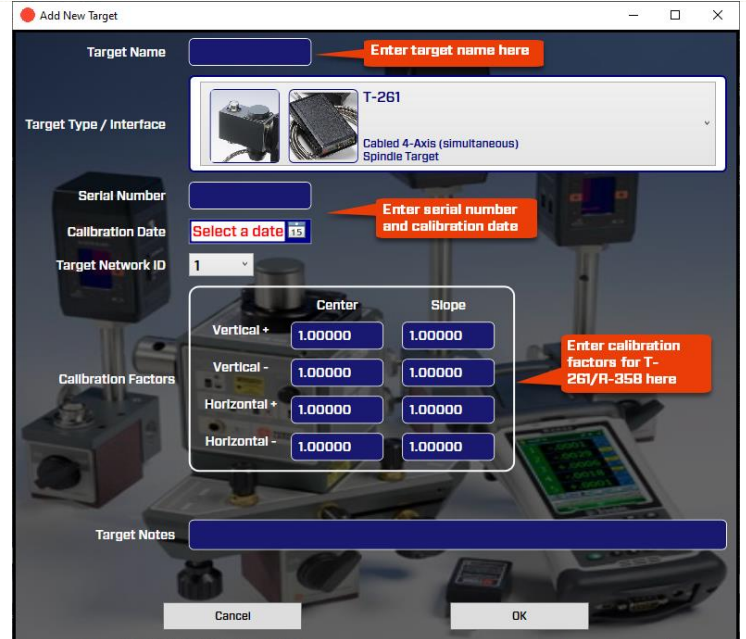 Add New Target
Target Name
Enter target name here
Target Type / Interface
T-261
Cabled 4-Axis (simultaneous)
Spindle Target
Serial Number
Enter serial number
and calibration date
Calibration Date
Select a date 15
Target Network ID
1
Center Slope
Vertical + 1.00000 1.00000
Vertical - 1.00000 1.00000
Horizontal + 1.00000 1.00000
Horizontal - 1.00000 1.00000
Calibration Factors
Enter calibration
factors for T-
261/R-358 here
Target Notes
Cancel OK